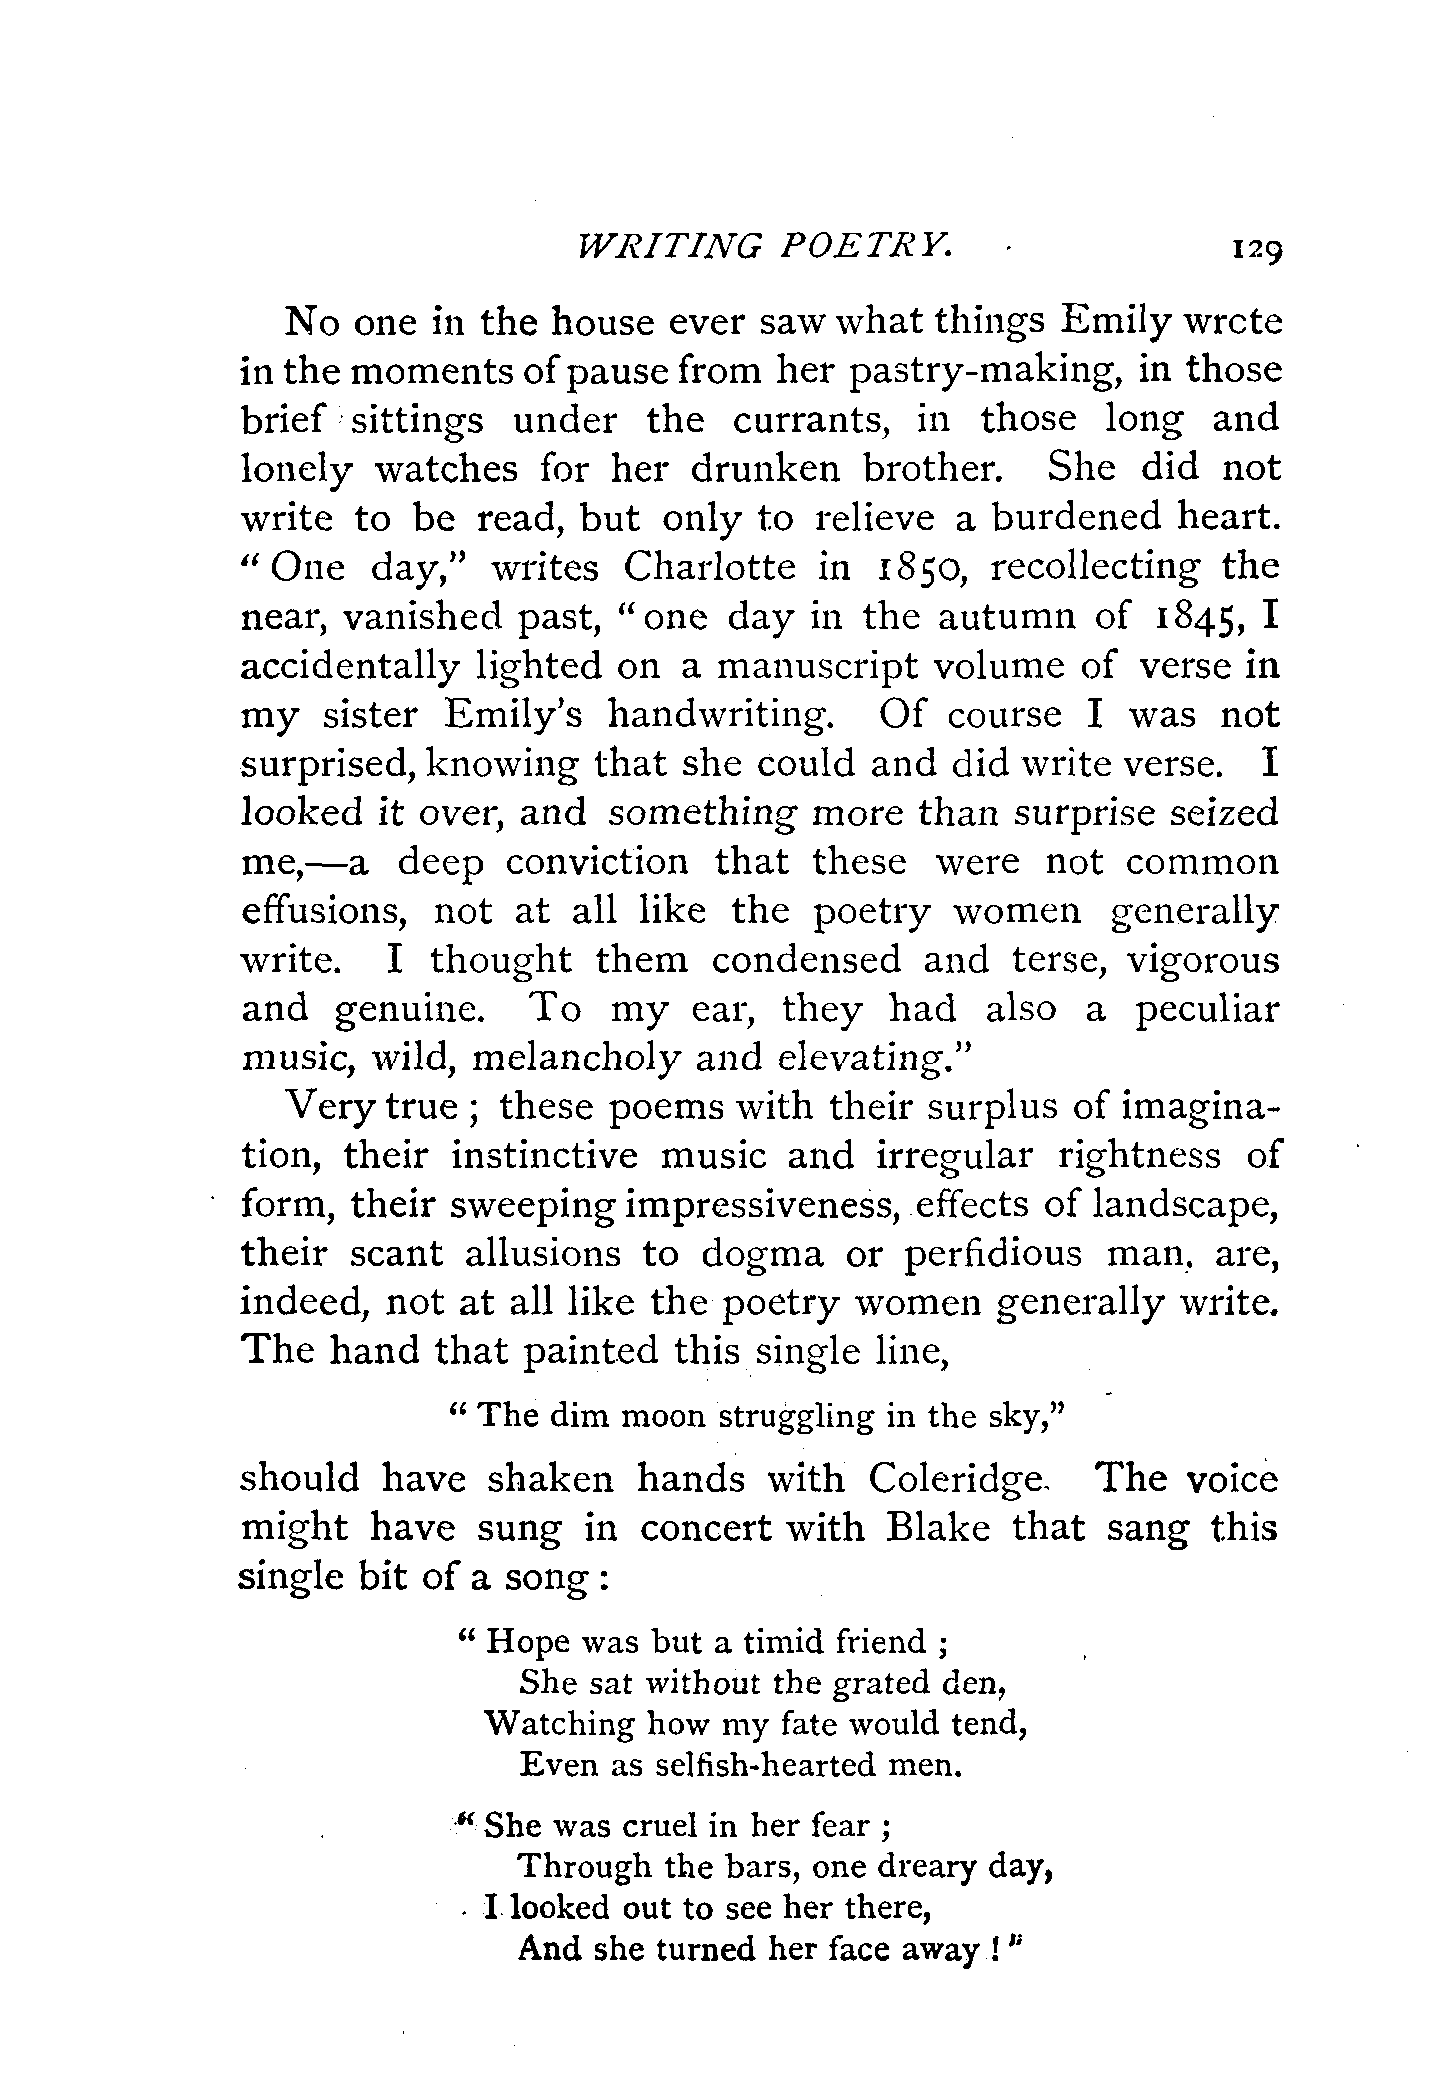 WRITING POETRY. 129
No one in the house ever saw what things Emily wrote
in the moments of pause from her pastry-making, in those
brief sittings under the currants, in those long and
lonely watches for her drunken brother. She did not
write to be read, but only to relieve a burdened heart.
"One day," writes Charlotte in 1850, recollecting the
near, vanished past, "one day in the autumn of 1845, I
accidentally lighted on a manuscript volume of verse in
my sister Emily's handwriting. Of course I was not
surprised, knowing that she could and did write verse. I
looked it over, and something more than surprise seized
me,—a deep conviction that these were not common
effusions, not at all like the poetry women generally
write. I thought them condensed and terse, vigorous
and genuine. To my ear, they had also a peculiar
music, wild, melancholy and elevating."
Very true; these poems with their surplus of imagina-
tion, their instinctive music and irregular rightness of
form, their sweeping impressiveness, effects of landscape,
their scant allusions to dogma or perfidious man, are,
indeed, not at all like the poetry women generally write.
The hand that painted this single line,
"The dim moon struggling in the sky,"
should have shaken hands with Coleridge. The voice
might have sung in concert with Blake that sang this
single bit of a song:
"Hope was but a timid friend;
She sat without the grated den,
Watching how my fate would tend,
Even as selfish-hearted men.
"She was cruel in her fear;
Through the bars, one dreary day,
I looked out to see her there,
And she turned her face away!"